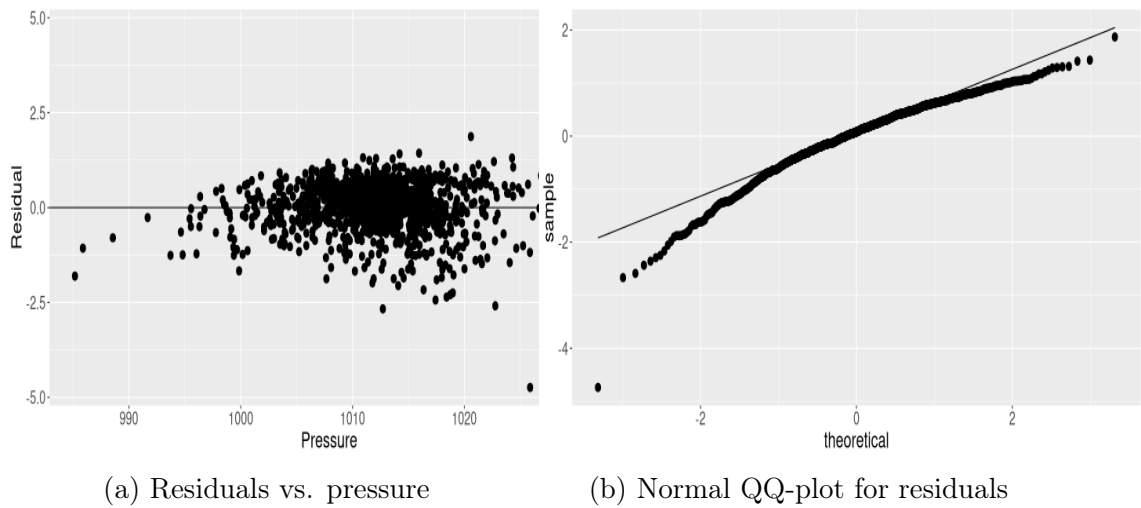 5.0
2.5
0.0
-2.5
-5.0
Residual
990
1000
1010
1020
Pressure
2
0
-2
-4
sample
-2
0
2
theoretical
(a) Residuals vs. pressure
(b) Normal QQ-plot for residuals